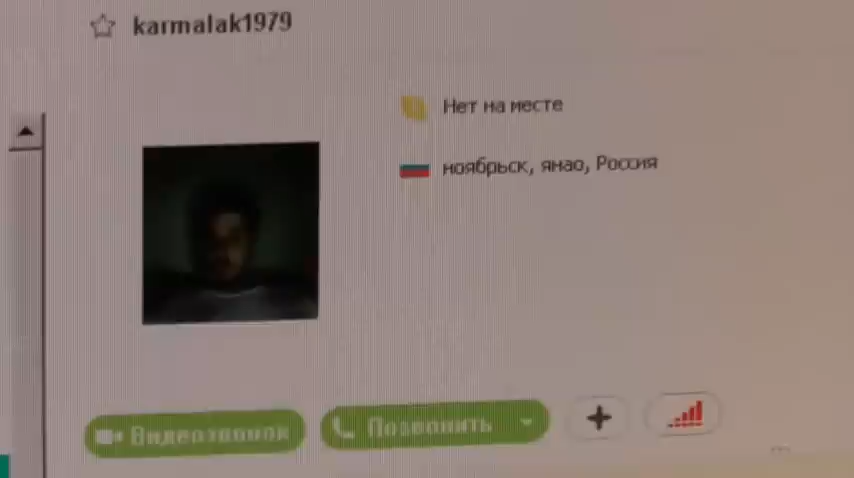 karmalak1979
Нет на месте
ноябрьск, янао, Россия
Видеозвонок
Позвонить